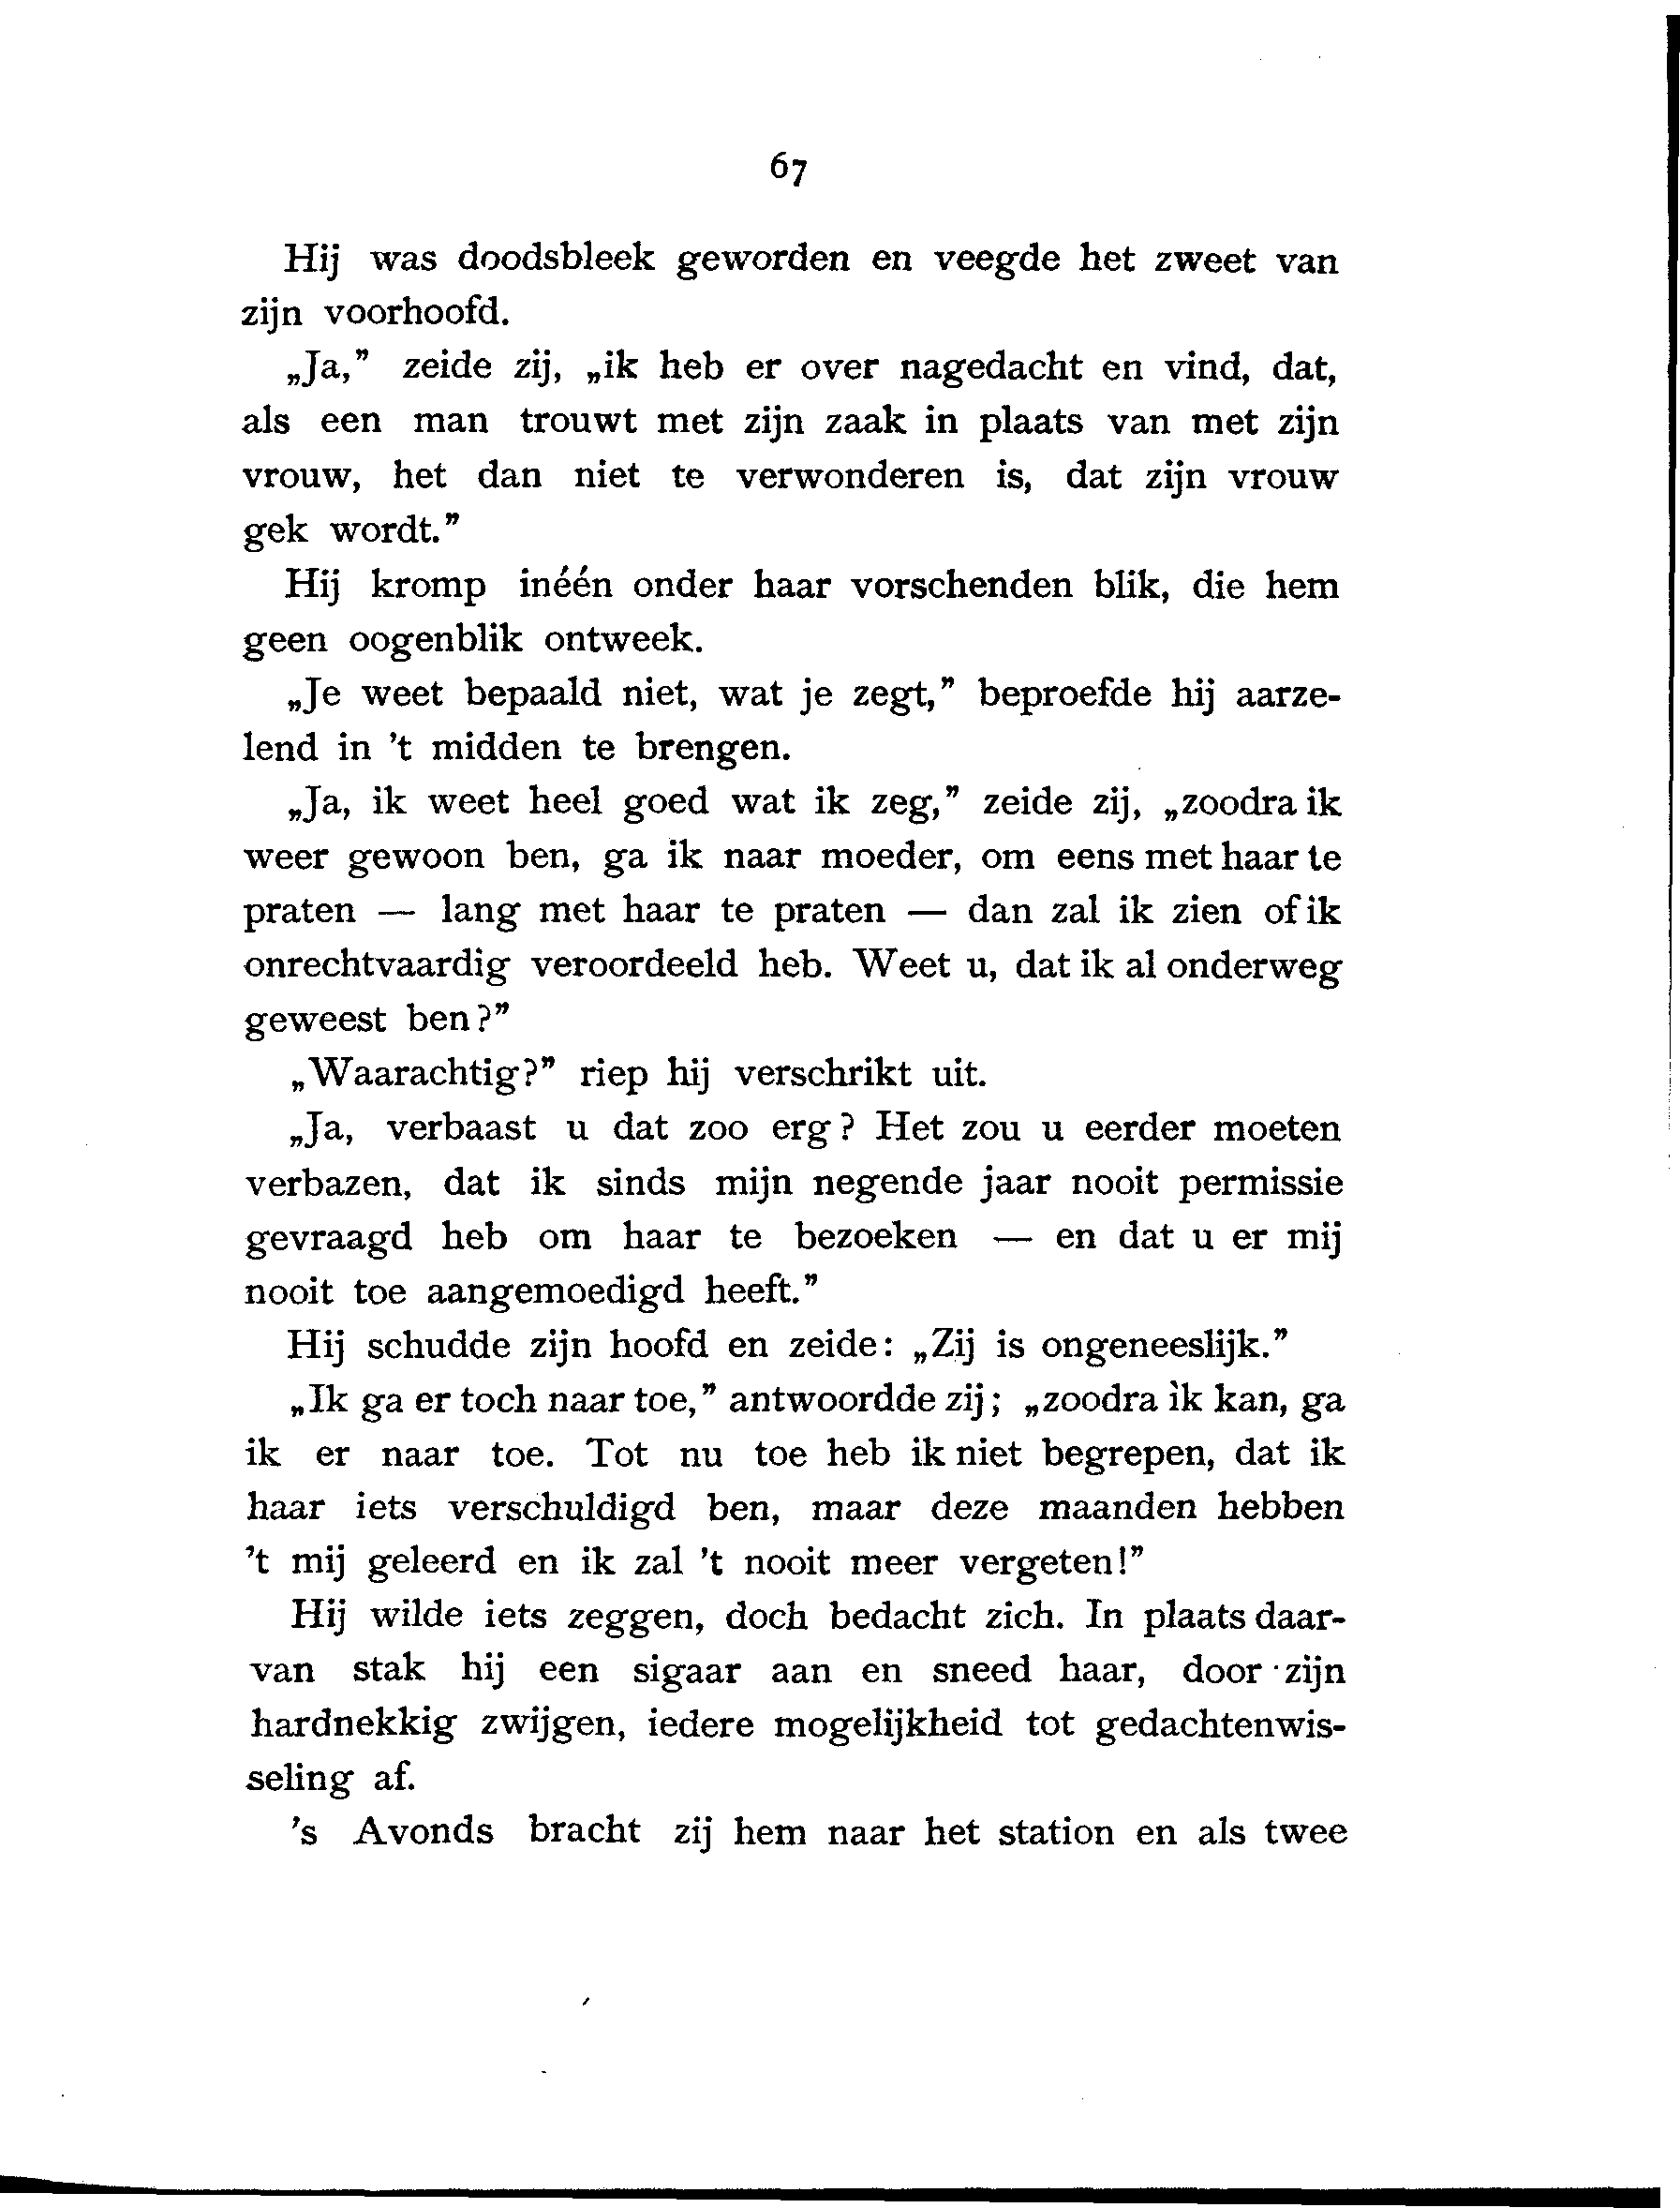 67
Hij was doodsbleek geworden en veegde het zweet van
zijn voorhoofd.
„Ja,” zeide zij, „ik heb er over nagedacht en vind, dat,
als een man trouwt met zijn zaak in plaats van met zijn
vrouw, het dan niet te verwonderen is, dat zijn vrouw
gek wordt.”
Hij kromp inéén onder haar vorschenden blik, die hem
geen oogenblik ontweek.
„Je weet bepaald niet, wat je zegt,” beproefde hij aarze-
lend in 't midden te brengen.
„Ja, ik weet heel goed wat ik zeg,” zeide zij, „zoodra ik
weer gewoon ben, ga ik naar moeder, om eens met haar te
praten — lang met haar te praten — dan zal ik zien of ik
onrechtvaardig veroordeeld heb. Weet u, dat ik al onderweg
geweest ben?”
„Waarachtig?” riep hij verschrikt uit.
„Ja, verbaast u dat zoo erg? Het zou u eerder moeten
verbazen, dat ik sinds mijn negende jaar nooit permissie
gevraagd heb om haar te bezoeken — en dat u er mij
nooit toe aangemoedigd heeft.”
Hij schudde zijn hoofd en zeide: „Zij is ongeneeslijk.”
„Ik ga er toch naar toe,” antwoordde zij; „zoodra ik kan, ga
ik er naar toe. Tot nu toe heb ik niet begrepen, dat ik
haar iets verschuldigd ben, maar deze maanden hebben
't mij geleerd en ik zal 't nooit meer vergeten!”
Hij wilde iets zeggen, doch bedacht zich. In plaats daar-
van stak hij een sigaar aan en sneed haar, door zijn
hardnekkig zwijgen, iedere mogelijkheid tot gedachtenwis-
seling af.
's Avonds bracht zij hem naar het station en als twee